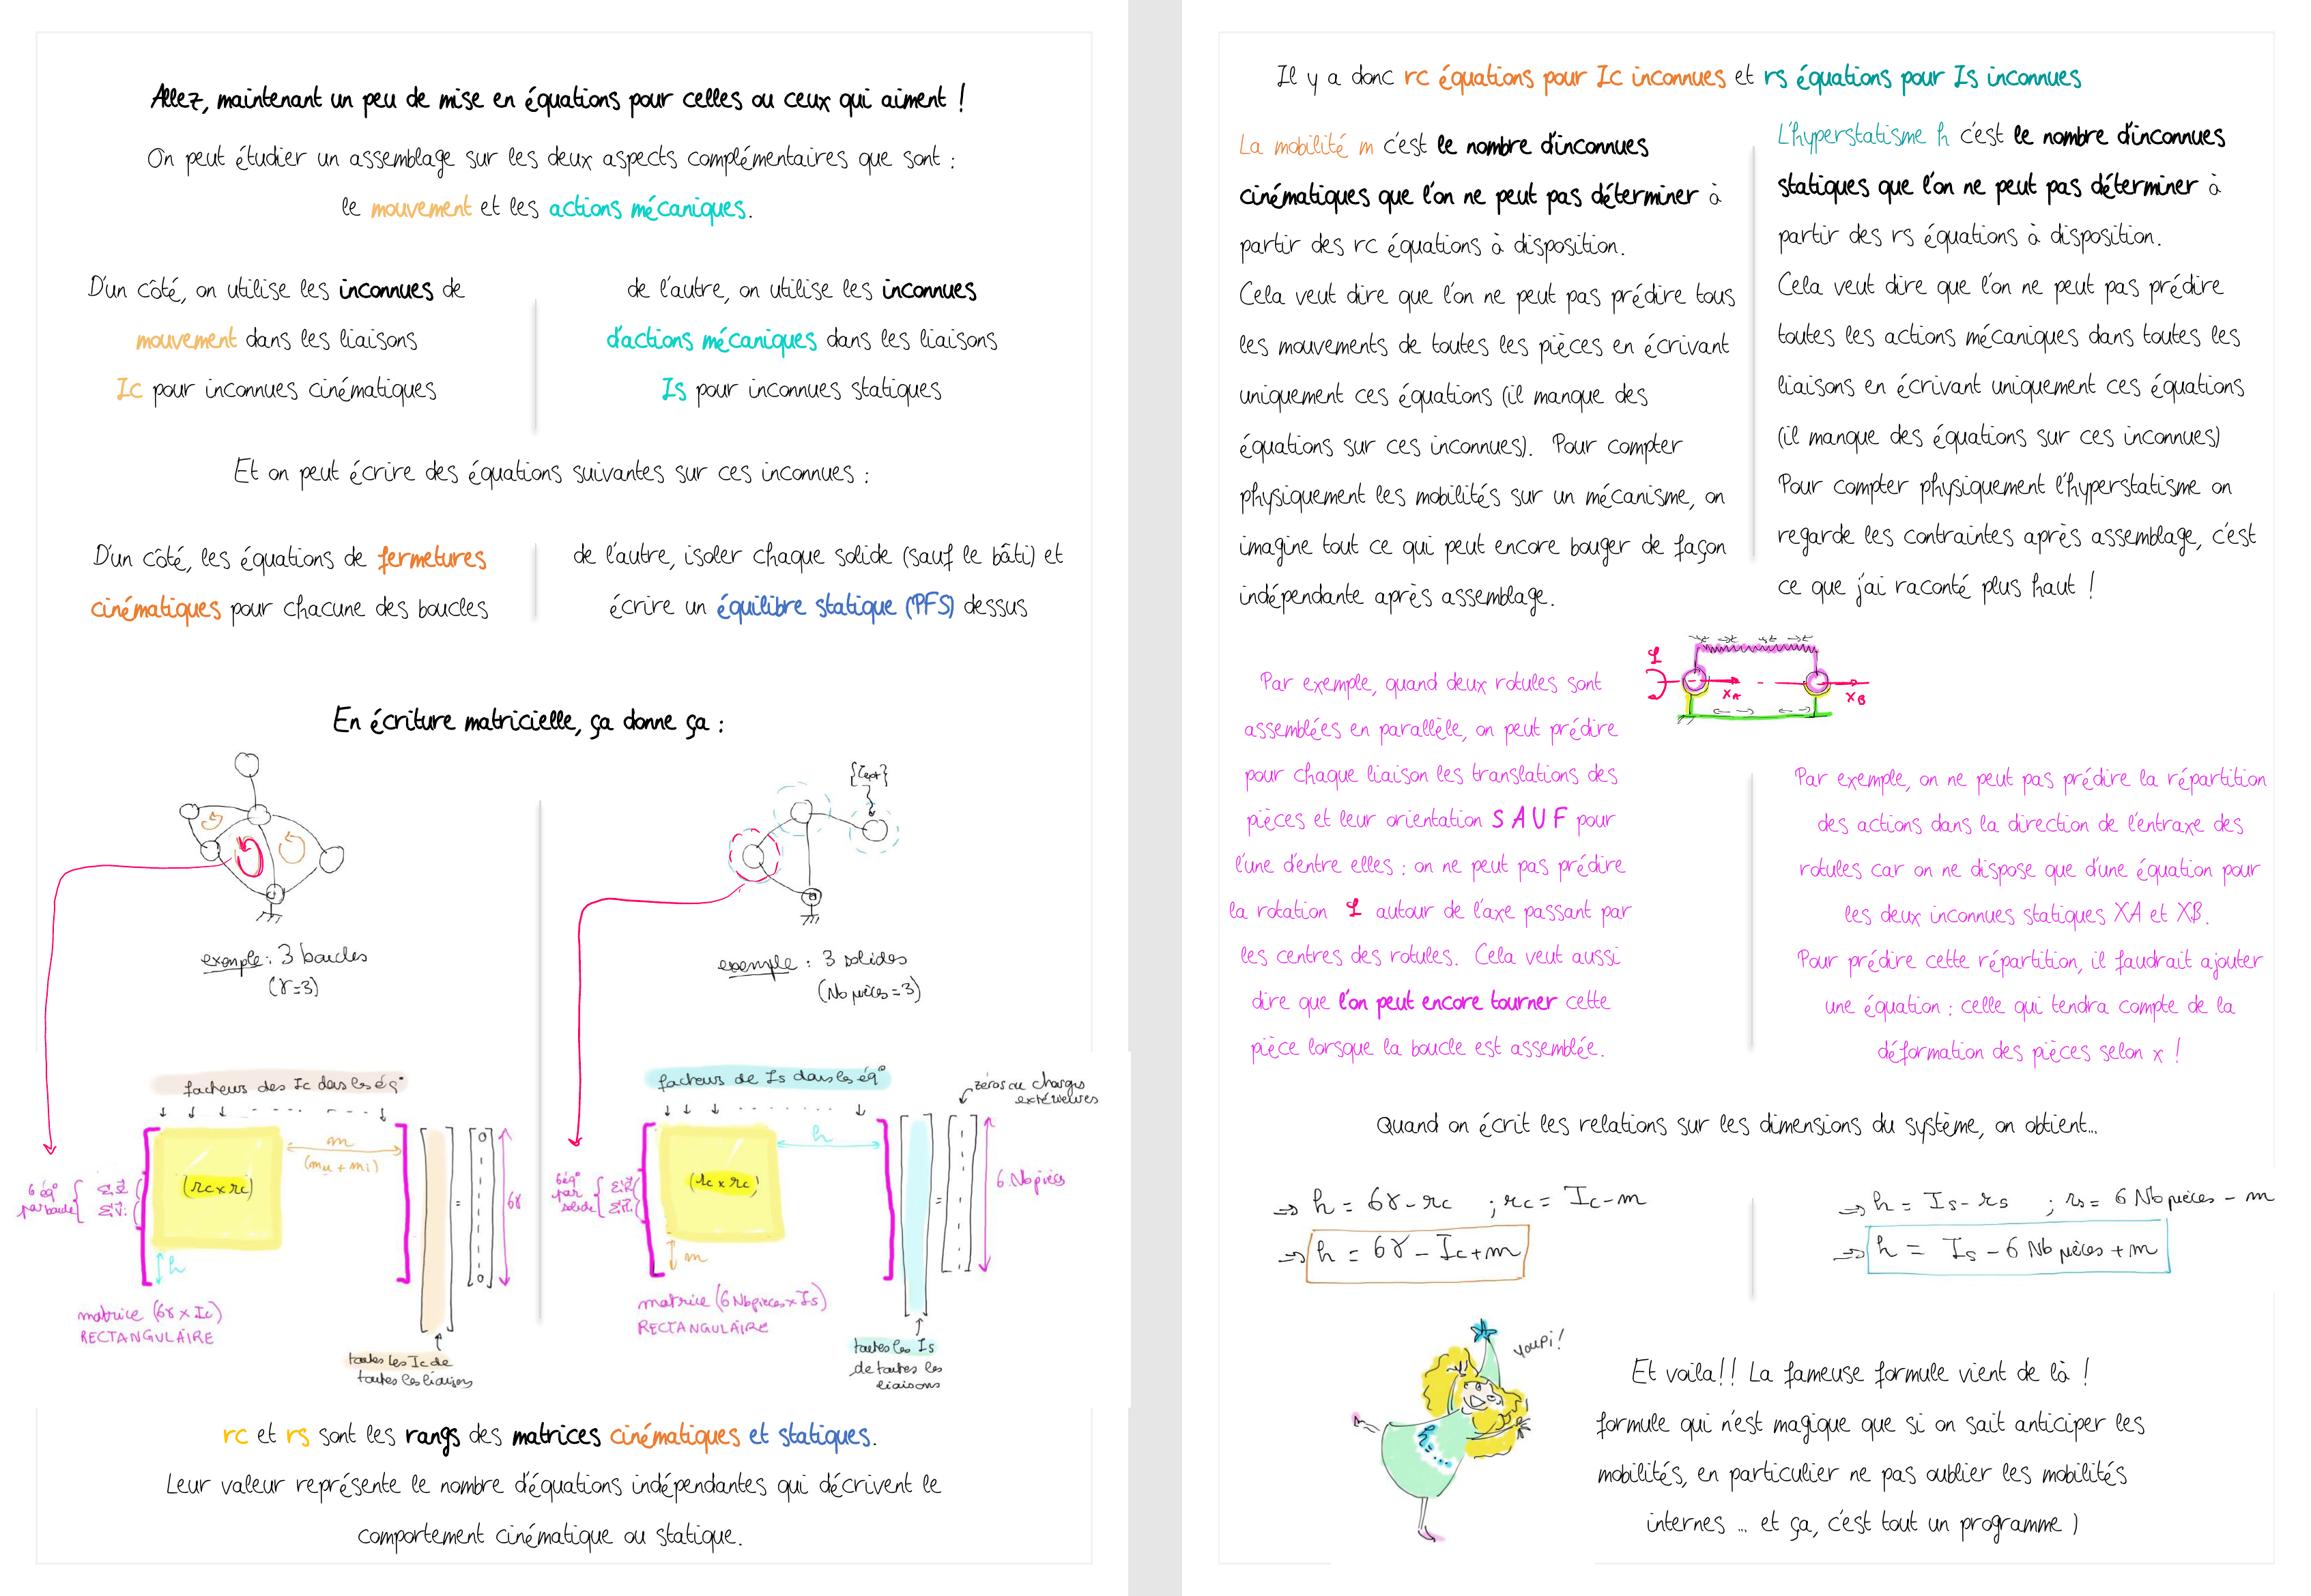 Allez, maintenant un peu de mise en équations pour celles ou ceux qui aiment !
On peut étudier un assemblage sur les deux aspects complémentaires que sont :
le mouvement et les actions mécaniques.
D'un côté, on utilise les inconnues de
mouvement dans les liaisons
Ic pour inconnues cinématiques
de l'autre, on utilise les inconnues
d'actions mécaniques dans les liaisons
Is pour inconnues statiques
Et on peut écrire des équations suivantes sur ces inconnues :
D'un côté, les équations de fermetures
cinématiques pour chacune des boucles
de l'autre, isoler chaque solide (sauf le bâti) et
écrire un équilibre statique (PFS) dessus
En écriture matricielle, ça donne ça :
exemple : 3 boucles
(γ=3)
{Text}
exemple : 3 solides
(Nb pièces = 3)
facteurs des Ic dans les éq°
m
(mu + mi)
(rc x rc)
6 éq°
par boucle
h
=
0
0
6γ
matrice (6γ x Ic)
RECTANGULAIRE
toutes les Ic de
toutes les liaisons
facteurs de Is dans les éq°
zéros ou charges
extérieures
h
(rc x rc)
6 éq°
par
solide
m
=
6 Nb pièces
matrice (6 Nb pièces x Is)
RECTANGULAIRE
toutes les Is
de toutes les
liaisons
rc et rs sont les rangs des matrices cinématiques et statiques.
Leur valeur représente le nombre d'équations indépendantes qui décrivent le
comportement cinématique ou statique.
Il y a donc rc équations pour Ic inconnues et rs équations pour Is inconnues
La mobilité m c'est le nombre d'inconnues
cinématiques que l'on ne peut pas déterminer à
partir des rc équations à disposition.
Cela veut dire que l'on ne peut pas prédire tous
les mouvements de toutes les pièces en écrivant
uniquement ces équations (il manque des
équations sur ces inconnues). Pour compter
physiquement les mobilités sur un mécanisme, on
imagine tout ce qui peut encore bouger de façon
indépendante après assemblage.
L'hyperstatisme h c'est le nombre d'inconnues
statiques que l'on ne peut pas déterminer à
partir des rs équations à disposition.
Cela veut dire que l'on ne peut pas prédire
toutes les actions mécaniques dans toutes les
liaisons en écrivant uniquement ces équations
(il manque des équations sur ces inconnues)
Pour compter physiquement l'hyperstatisme on
regarde les contraintes après assemblage, c'est
ce que j'ai raconté plus haut !
XA
XB
Par exemple, quand deux rotules sont
assemblées en parallèle, on peut prédire
pour chaque liaison les translations des
pièces et leur orientation SAUF pour
l'une d'entre elles : on ne peut pas prédire
la rotation φ autour de l'axe passant par
les centres des rotules. Cela veut aussi
dire que l'on peut encore tourner cette
pièce lorsque la boucle est assemblée.
Par exemple, on ne peut pas prédire la répartition
des actions dans la direction de l'entraxe des
rotules car on ne dispose que d'une équation pour
les deux inconnues statiques XA et XB.
Pour prédire cette répartition, il faudrait ajouter
une équation : celle qui tendra compte de la
déformation des pièces selon x !
Quand on écrit les relations sur les dimensions du système, on obtient...
⇒ h = 6γ - rc ; rc = Ic - m
⇒ h = 6γ - Ic + m
⇒ h = Is - rs ; rs = 6 Nb pièces - m
⇒ h = Is - 6 Nb pièces + m
youpi !
h=
Et voila!! La fameuse formule vient de là !
formule qui n'est magique que si on sait anticiper les
mobilités, en particulier ne pas oublier les mobilités
internes ... et ça, c'est tout un programme )